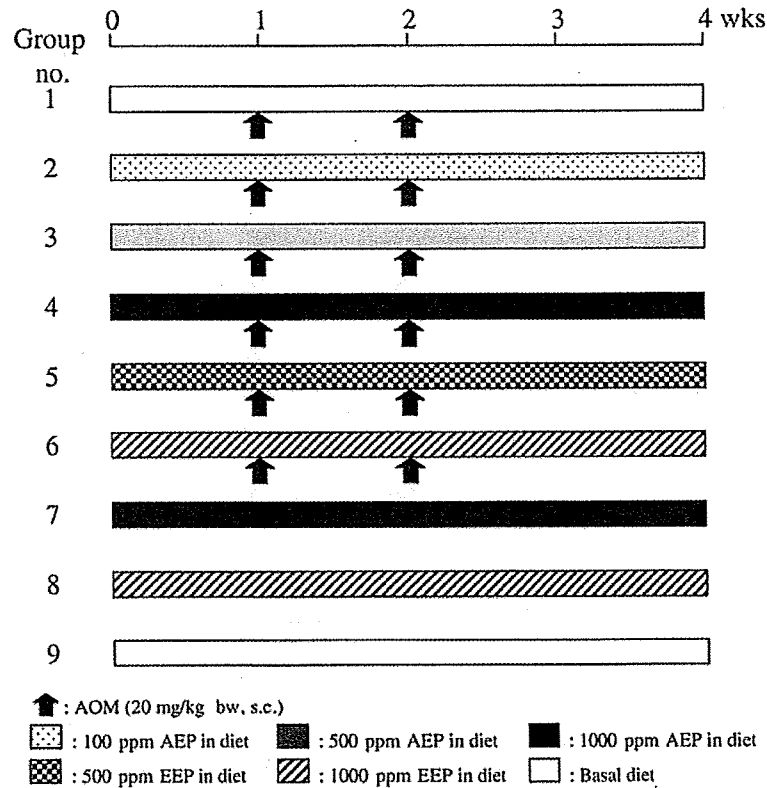 0 1 2 3 4 wks
Group
no.
1
2
3
4
5
6
7
8
9
: AOM (20 mg/kg bw, s.c.)
: 100 ppm AEP in diet : 500 ppm AEP in diet : 1000 ppm AEP in diet
: 500 ppm EEP in diet : 1000 ppm EEP in diet : Basal diet